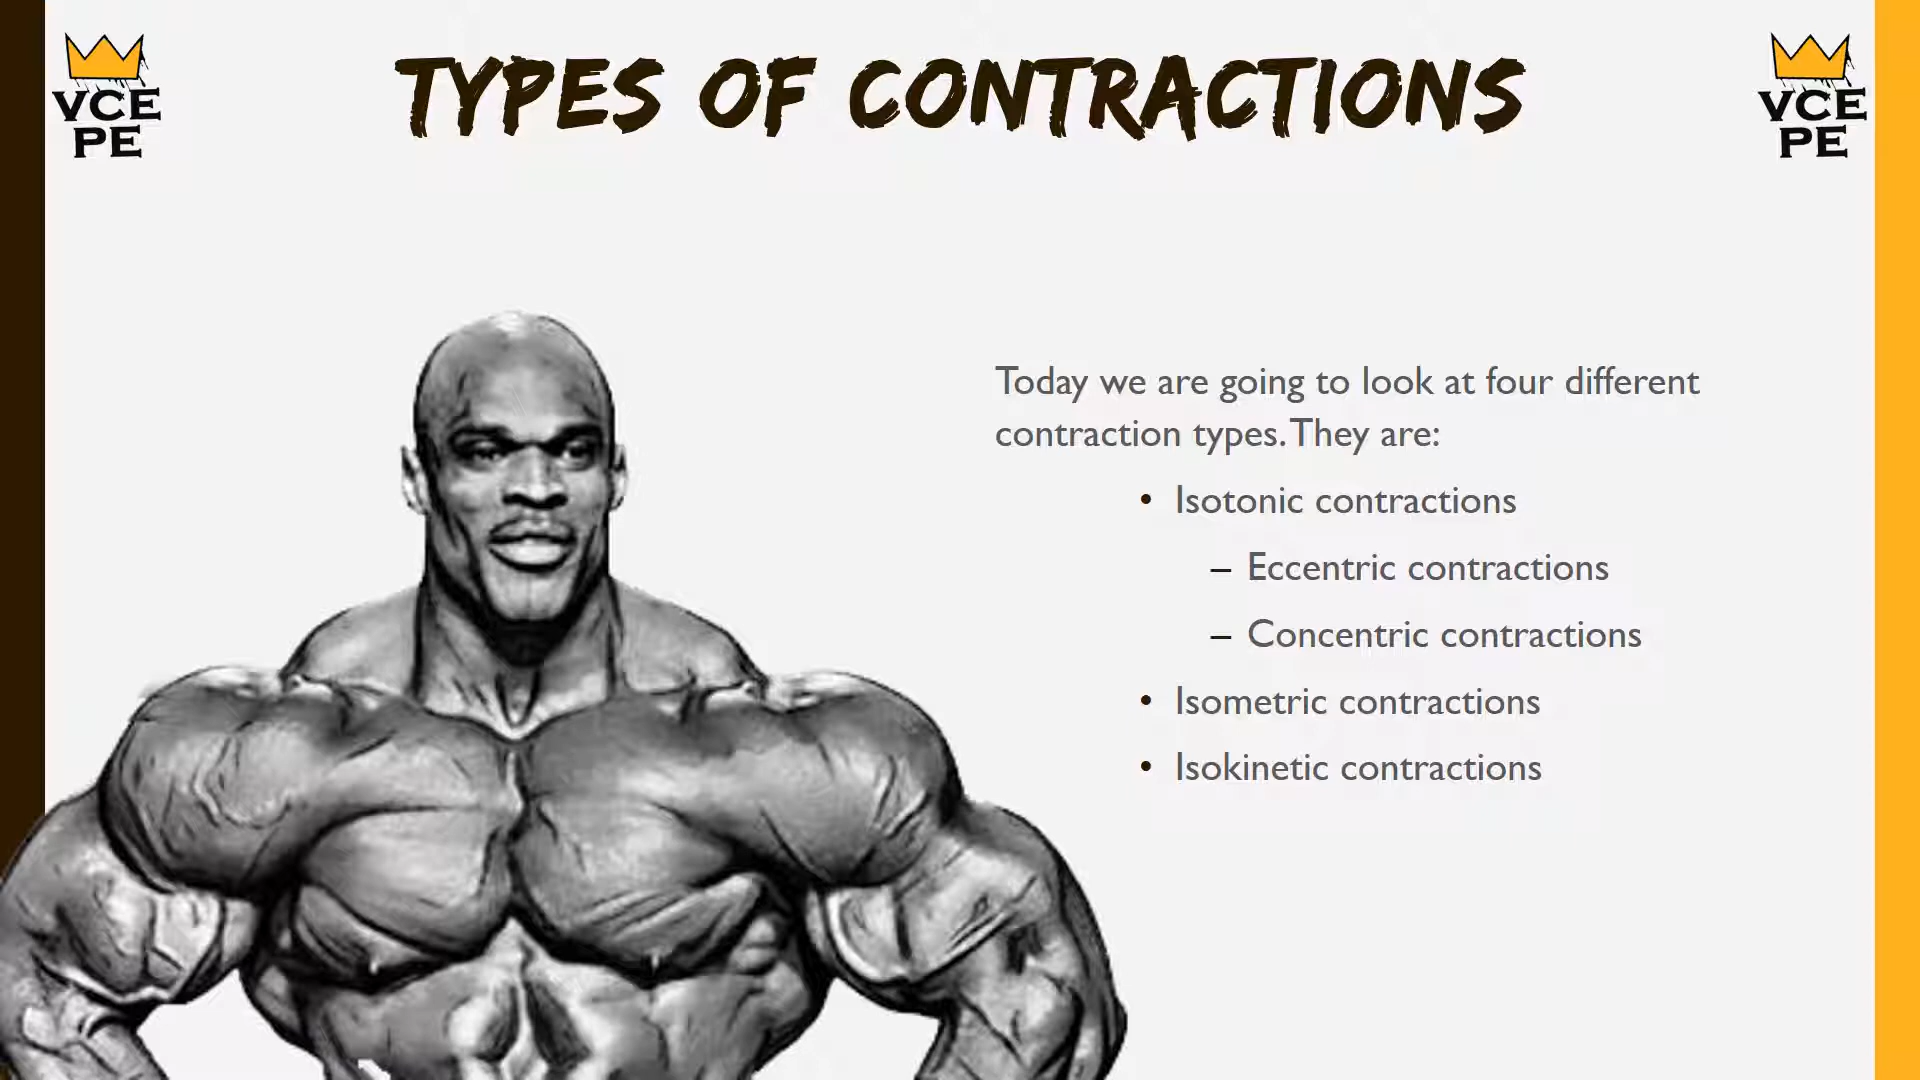 VCE
PE
TYPES OF CONTRACTIONS
VCE
PE
Today we are going to look at four different
contraction types. They are:
• Isotonic contractions
– Eccentric contractions
– Concentric contractions
• Isometric contractions
• Isokinetic contractions